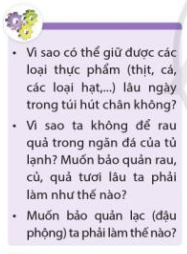 • Vì sao có thể giữ được các
loại thực phẩm (thịt, cá,
các loại hạt,...) lâu ngày
trong túi hút chân không?
• Vì sao ta không để rau
quả trong ngăn đá của tủ
lạnh? Muốn bảo quản rau,
củ, quả tươi lâu ta phải
làm như thế nào?
• Muốn bảo quản lạc (đậu
phộng) ta phải làm thế nào?